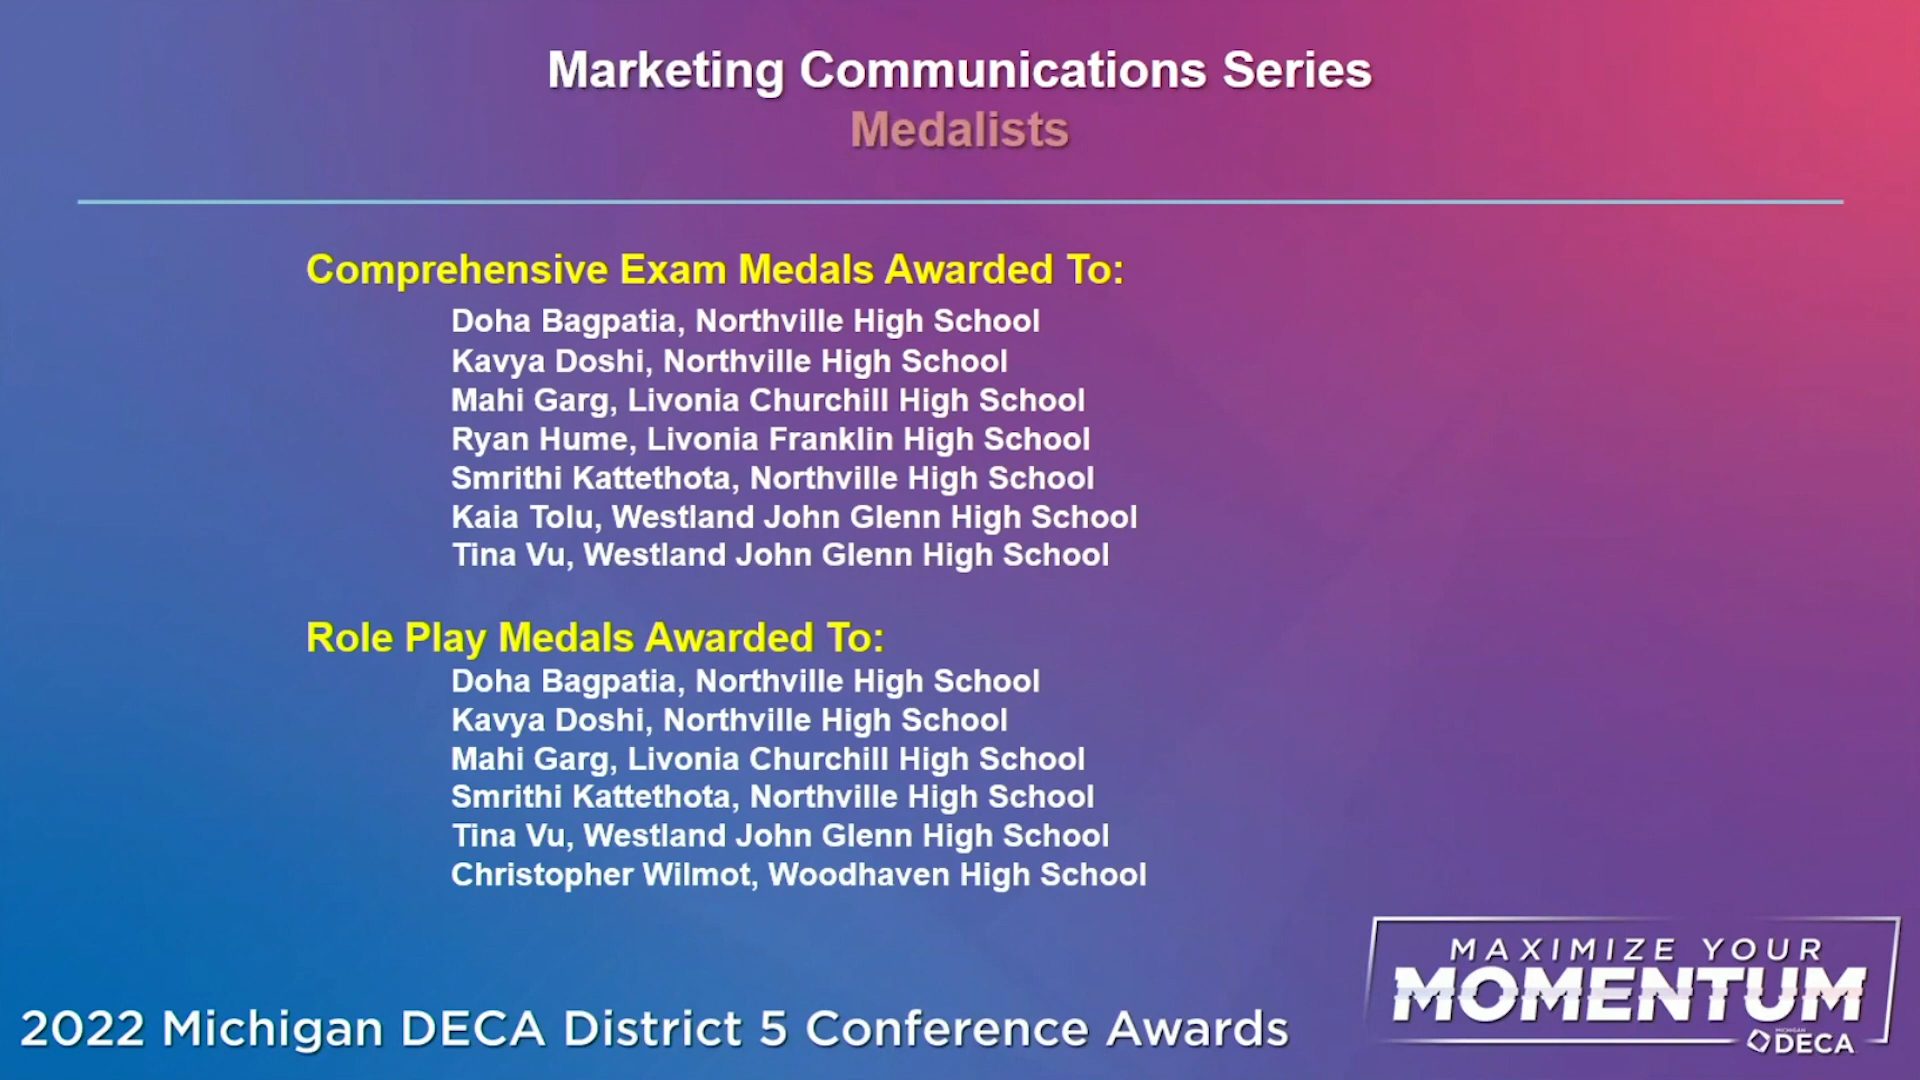 Marketing Communications Series
Medalists
Comprehensive Exam Medals Awarded To:
Doha Bagpatia, Northville High School
Kavya Doshi, Northville High School
Mahi Garg, Livonia Churchill High School
Ryan Hume, Livonia Franklin High School
Smrithi Kattethota, Northville High School
Kaia Tolu, Westland John Glenn High School
Tina Vu, Westland John Glenn High School
Role Play Medals Awarded To:
Doha Bagpatia, Northville High School
Kavya Doshi, Northville High School
Mahi Garg, Livonia Churchill High School
Smrithi Kattethota, Northville High School
Tina Vu, Westland John Glenn High School
Christopher Wilmot, Woodhaven High School
MAXIMIZE YOUR
MOMENTUM
MICHIGAN
DECA
2022 Michigan DECA District 5 Conference Awards